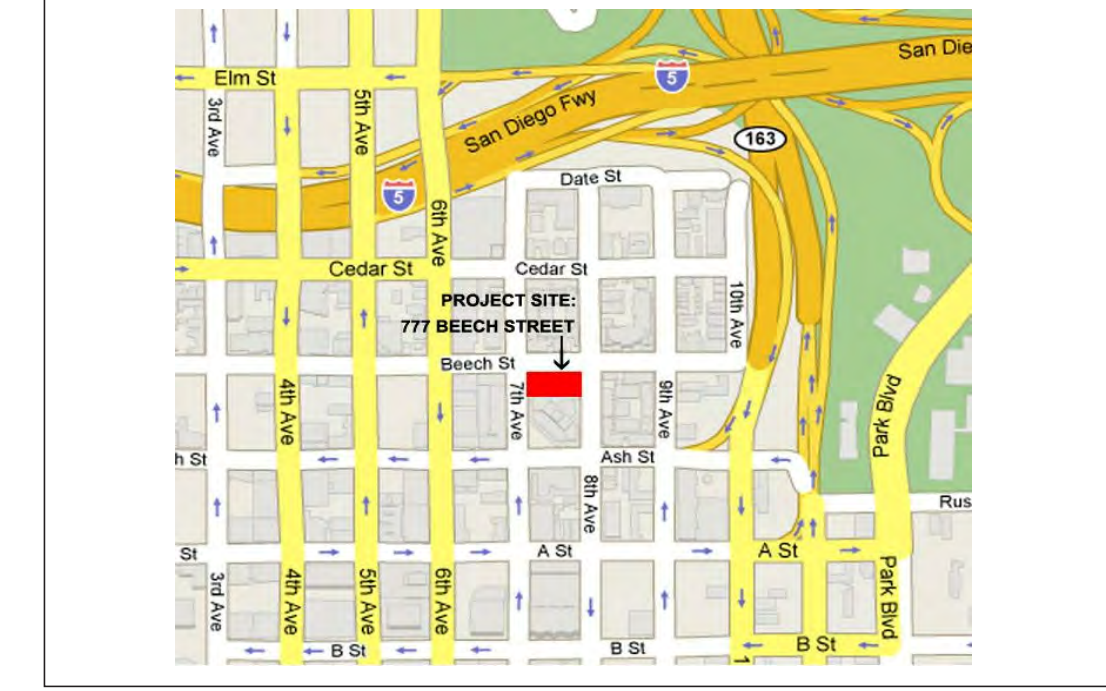 San Die
Elm St
5
3rd Ave
5th Ave
San Diego Fwy
163
5
Date St
6th Ave
Cedar St
Cedar St
10th Ave
PROJECT SITE:
777 BEECH STREET
Beech St
4th Ave
7th Ave
9th Ave
Park Blvd
h St
Ash St
8th Ave
Rus
St
A St
A St
3rd Ave
4th Ave
5th Ave
6th Ave
Park Blvd
B St
B St
B St
1